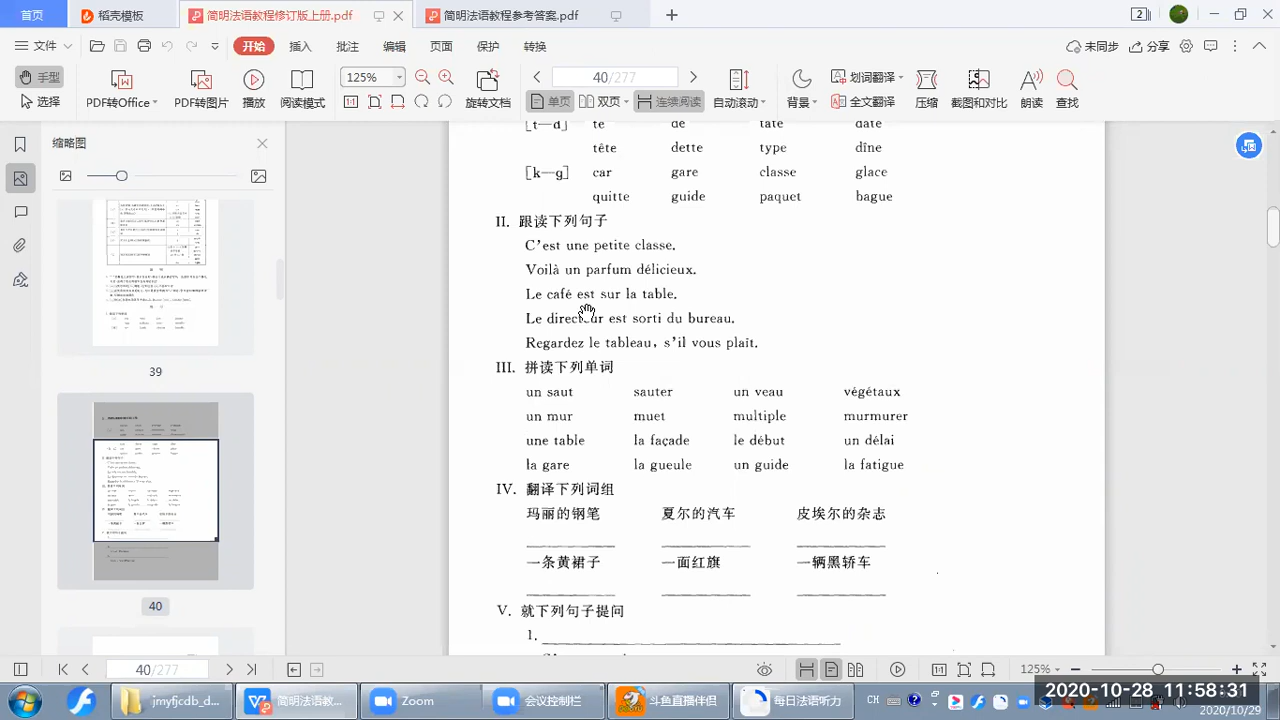 首页 稻壳模板 简明法语教程修订版上册.pdf 简明法语教程参考答案.pdf 2
文件 开始 插入 批注 编辑 页面 保护 转换 未同步 分享
手型 选择 PDF转Office PDF转图片 播放 阅读模式 125% 旋转文档 40/277 单页 双页 连续阅读 自动滚动 背景 划词翻译 全文翻译 压缩 截图和对比 朗读 查找
缩略图
39
40
[t—d] te de tate date
tête dette type dîne
[k—g] car gare classe glace
quitte guide paquet bague
II. 跟读下列句子
C'est une petite classe.
Voilà un parfum délicieux.
Le café est sur la table.
Le directeur est sorti du bureau.
Regardez le tableau, s'il vous plaît.
III. 拼读下列单词
un saut sauter un veau végétaux
un mur muet multiple murmurer
une tuile la façade le début un délai
la gare la gueule un guide la fatigue
IV. 翻译下列词组
玛丽的钢笔 夏尔的汽车 皮埃尔的杂志
一条黄裙子 一面红旗 一辆黑轿车
V. 就下列句子提问
1.
40/277 125%
jmyfjcdb_d... 简明法语教... Zoom 会议控制栏 斗鱼直播伴侣 每日法语听力 CH
2020-10-28 11:58:31
2020/10/29